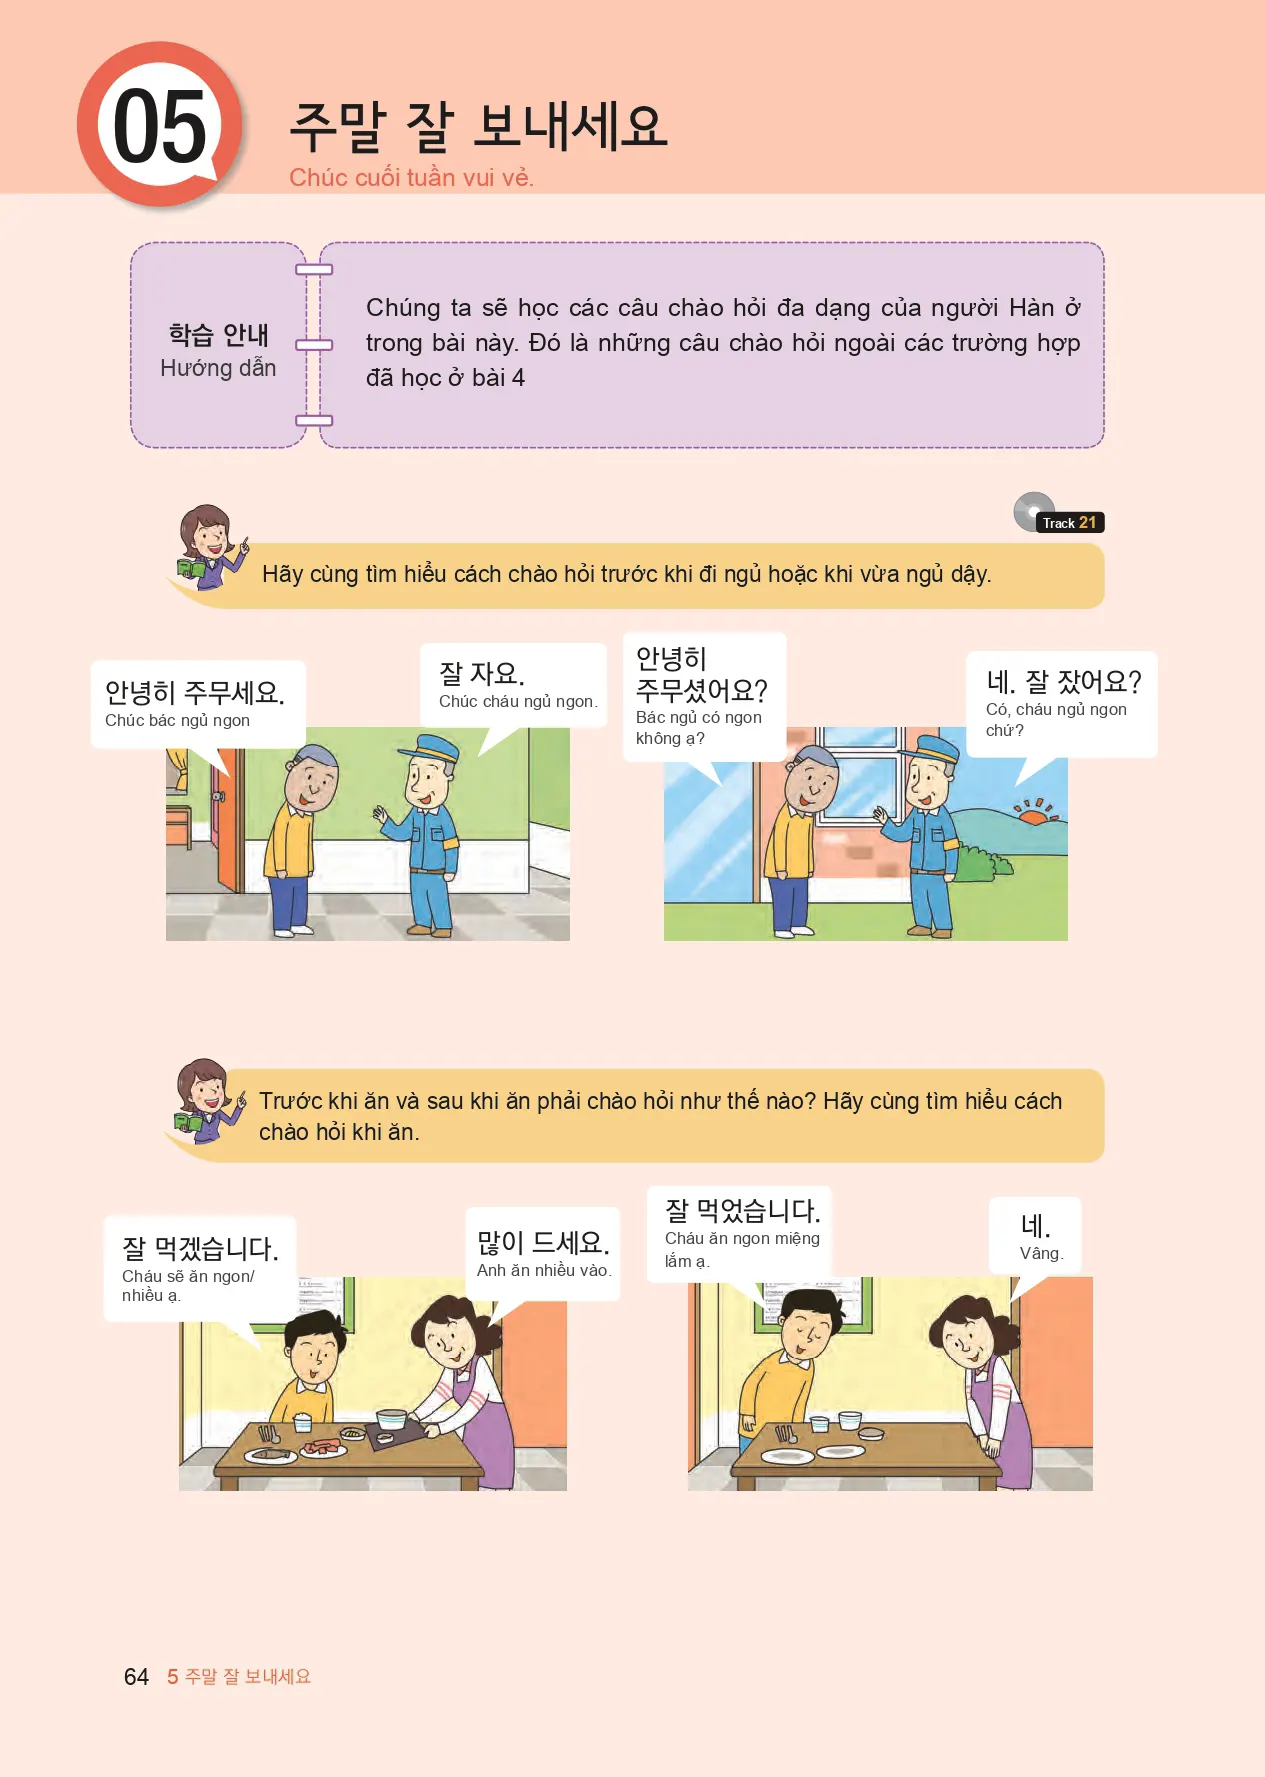 05
주말 잘 보내세요
Chúc cuối tuần vui vẻ.
학습 안내
Hướng dẫn
Chúng ta sẽ học các câu chào hỏi đa dạng của người Hàn ở
trong bài này. Đó là những câu chào hỏi ngoài các trường hợp
đã học ở bài 4
Track 21
Hãy cùng tìm hiểu cách chào hỏi trước khi đi ngủ hoặc khi vừa ngủ dậy.
안녕히 주무세요.
Chúc bác ngủ ngon
잘 자요.
Chúc cháu ngủ ngon.
안녕히
주무셨어요?
Bác ngủ có ngon
không ạ?
네. 잘 잤어요?
Có, cháu ngủ ngon
chứ?
Trước khi ăn và sau khi ăn phải chào hỏi như thế nào? Hãy cùng tìm hiểu cách
chào hỏi khi ăn.
잘 먹겠습니다.
Cháu sẽ ăn ngon/
nhiều ạ.
많이 드세요.
Anh ăn nhiều vào.
잘 먹었습니다.
Cháu ăn ngon miệng
lắm ạ.
네.
Vâng.
64 5 주말 잘 보내세요